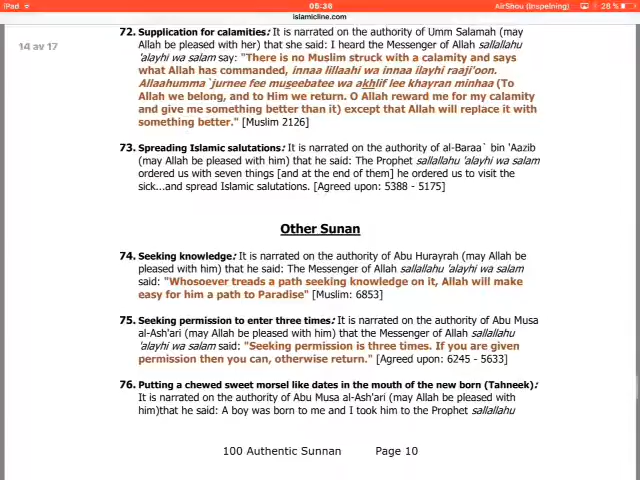 iPad 05:36 AirShou (Inspelning) 28 %
islamicline.com
14 av 17
72. Supplication for calamities: It is narrated on the authority of Umm Salamah (may
Allah be pleased with her) that she said: I heard the Messenger of Allah sallallahu
'alayhi wa salam say: "There is no Muslim struck with a calamity and says
what Allah has commanded, innaa lillaahi wa innaa ilayhi raaji'oon.
Allaahumma `jurnee fee museebatee wa akhlif lee khayran minhaa (To
Allah we belong, and to Him we return. O Allah reward me for my calamity
and give me something better than it) except that Allah will replace it with
something better." [Muslim 2126]
73. Spreading Islamic salutations: It is narrated on the authority of al-Baraa` bin 'Aazib
(may Allah be pleased with him) that he said: The Prophet sallallahu 'alayhi wa salam
ordered us with seven things [and at the end of them] he ordered us to visit the
sick...and spread Islamic salutations. [Agreed upon: 5388 - 5175]
Other Sunan
74. Seeking knowledge: It is narrated on the authority of Abu Hurayrah (may Allah be
pleased with him) that he said: The Messenger of Allah sallallahu 'alayhi wa salam
said: "Whosoever treads a path seeking knowledge on it, Allah will make
easy for him a path to Paradise" [Muslim: 6853]
75. Seeking permission to enter three times: It is narrated on the authority of Abu Musa
al-Ash'ari (may Allah be pleased with him) that the Messenger of Allah sallallahu
'alayhi wa salam said: "Seeking permission is three times. If you are given
permission then you can, otherwise return." [Agreed upon: 6245 - 5633]
76. Putting a chewed sweet morsel like dates in the mouth of the new born (Tahneek):
It is narrated on the authority of Abu Musa al-Ash'ari (may Allah be pleased with
him)that he said: A boy was born to me and I took him to the Prophet sallallahu
100 Authentic Sunnan Page 10